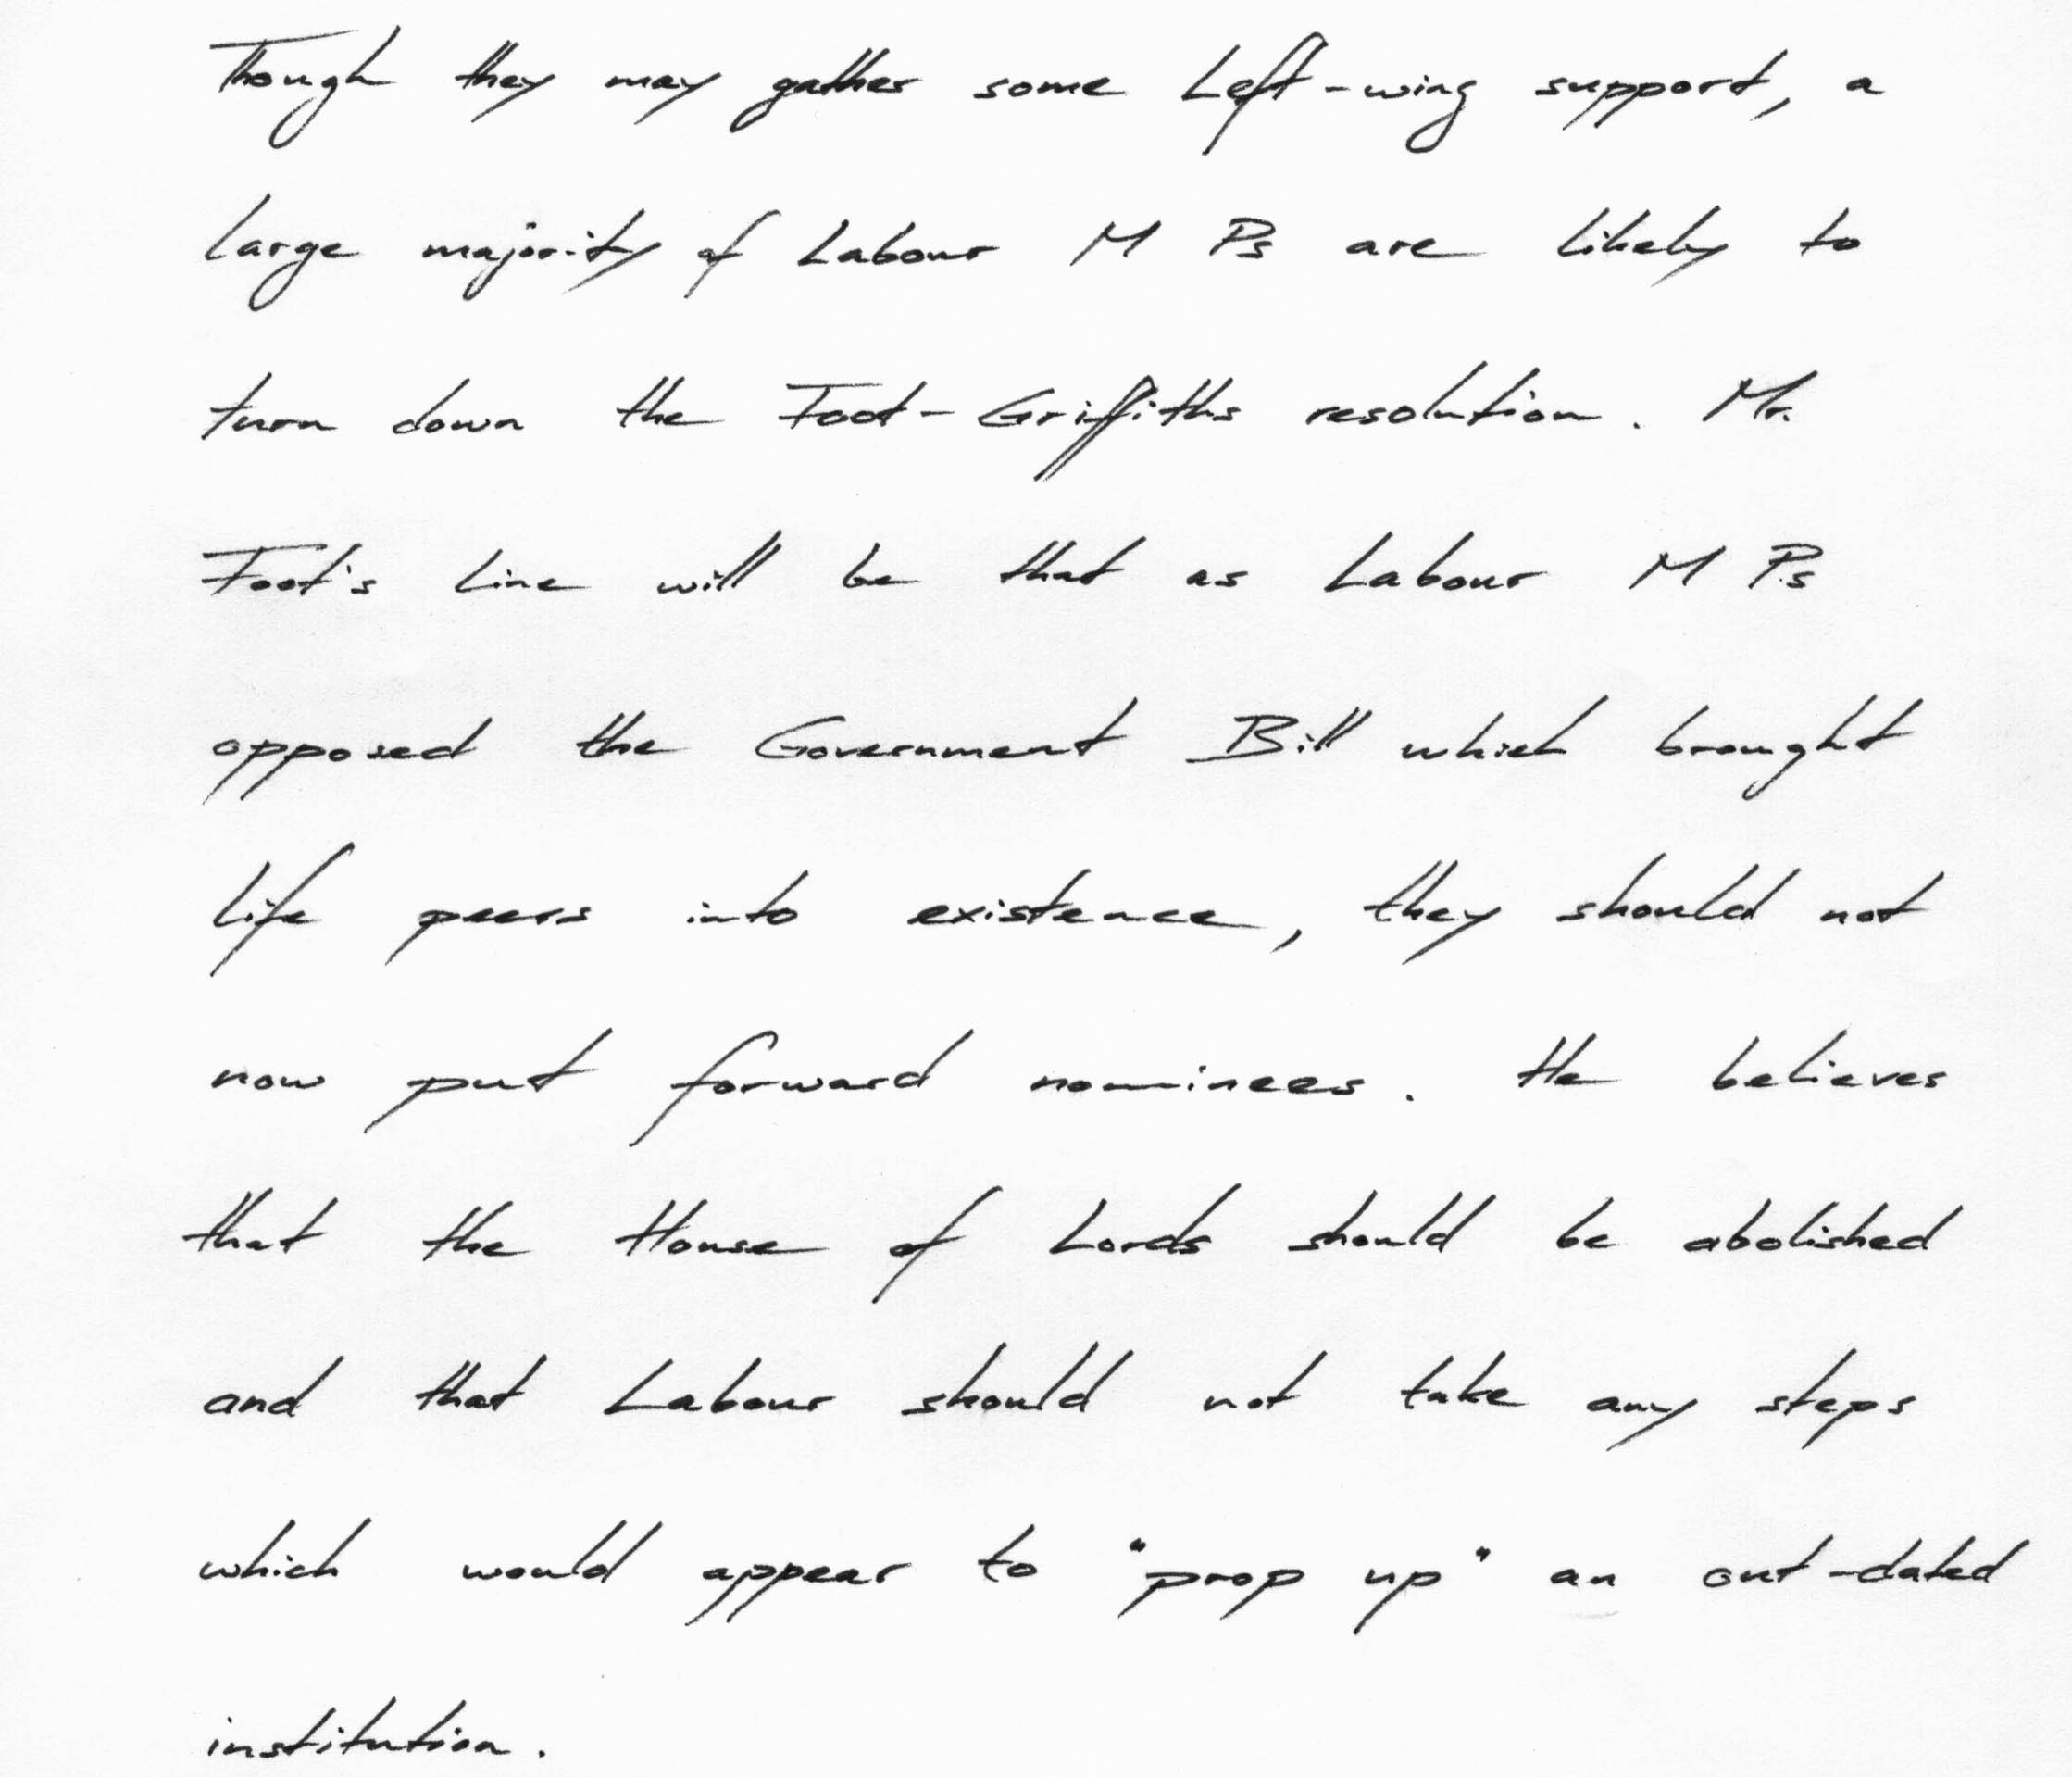 Though they may gather some Left-wing support, a
large majority of Labour M Ps are likely to
turn down the Foot-Griffiths resolution. Mr.
Foot's line will be that as Labour M Ps
opposed the Government Bill which brought
life peers into existence, they should not
now put forward nominees. He believes
that the House of Lords should be abolished
and that Labour should not take any steps
which would appear to "prop up" an out-dated
institution.